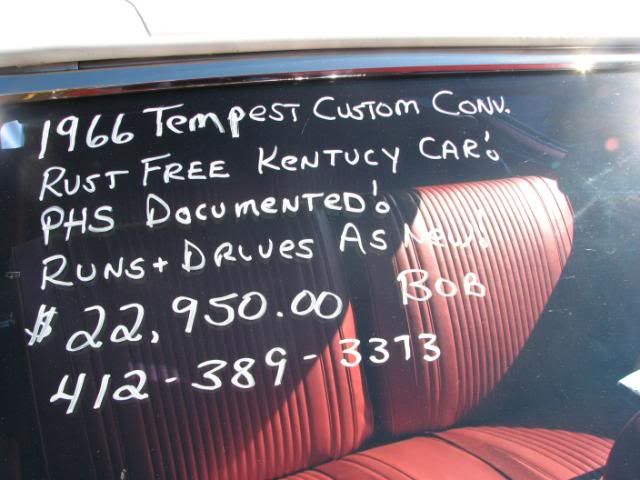 1966 Tempest Custom Conv.
Rust Free Kentucy Car!
PHS Documented!
Runs + Drives As New!
$22,950.00 Bob
412-389-3373